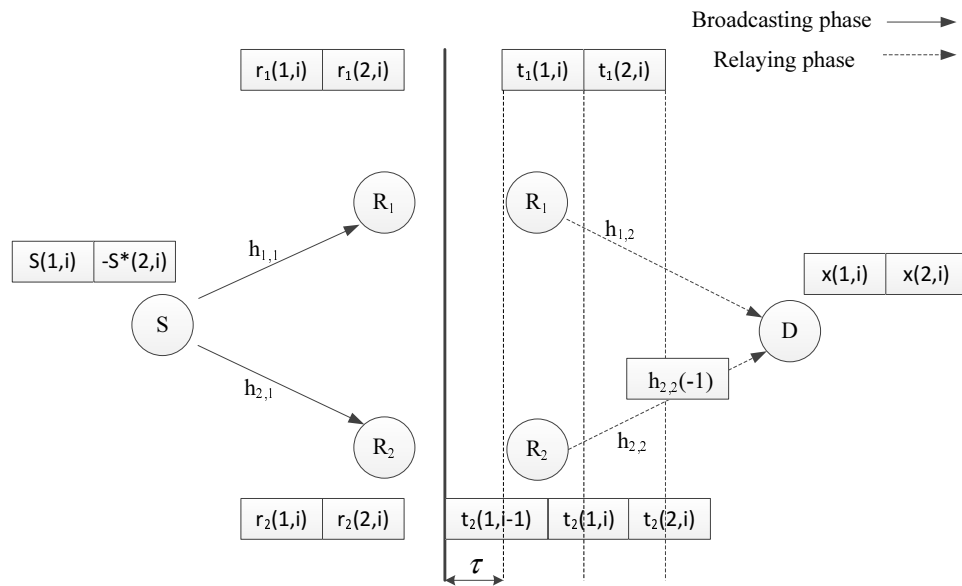 Broadcasting phase
Relaying phase
r₁(1,i) r₁(2,i)
t₁(1,i) t₁(2,i)
R₁
R₁
h₁,₁
h₁,₂
S(1,i) -S*(2,i)
x(1,i) x(2,i)
S
D
h₂,₁
h₂,₂(-1)
R₂
R₂
h₂,₂
r₂(1,i) r₂(2,i)
t₂(1,i-1) t₂(1,i) t₂(2,i)
τ